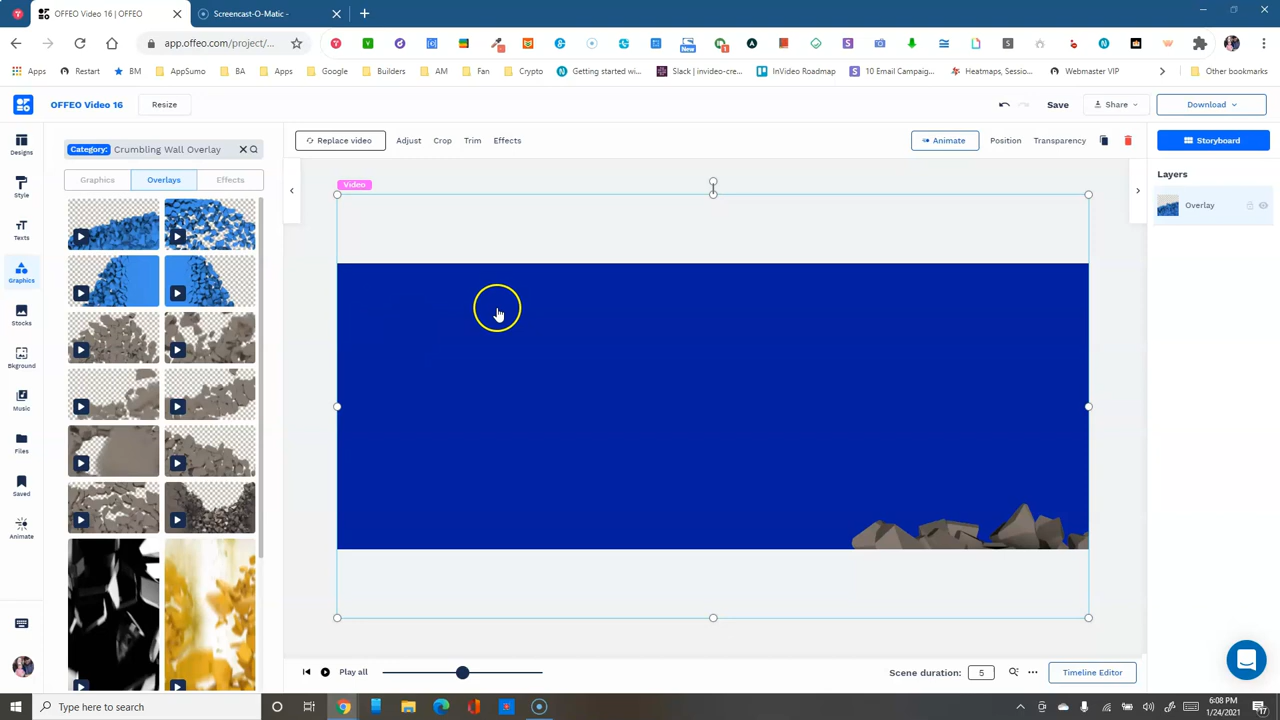 OFFEO Video 16 | OFFEO
Screencast-O-Matic -
app.offeo.com/project/...
Apps
Restart
BM
AppSumo
BA
Apps
Google
Builders
AM
Fan
Crypto
Getting started wi...
Slack | invideo-cre...
InVideo Roadmap
10 Email Campaig...
Heatmaps, Sessio...
Webmaster VIP
Other bookmarks
OFFEO Video 16
Resize
Save
Share
Download
Designs
Style
Texts
Graphics
Stocks
Bkground
Music
Files
Saved
Animate
Category: Crumbling Wall Overlay
Graphics
Overlays
Effects
Replace video
Adjust
Crop
Trim
Effects
Animate
Position
Transparency
Storyboard
Layers
Overlay
Video
Play all
Scene duration: 5
Timeline Editor
Type here to search
6:08 PM
1/24/2021
17